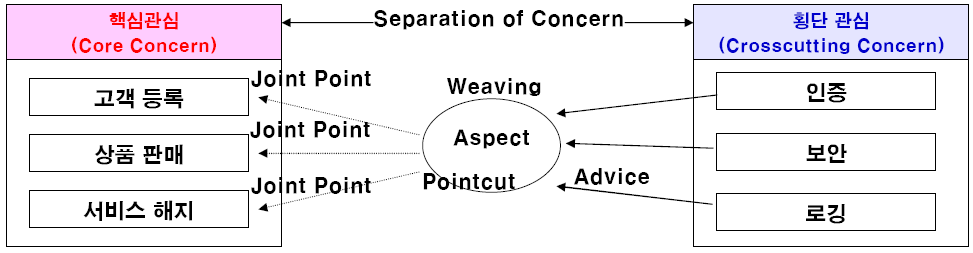 핵심관심
(Core Concern)
Separation of Concern
횡단 관심
(Crosscutting Concern)
Joint Point
고객 등록
Weaving
인증
Joint Point
상품 판매
Aspect
보안
Joint Point
서비스 해지
Pointcut
Advice
로깅